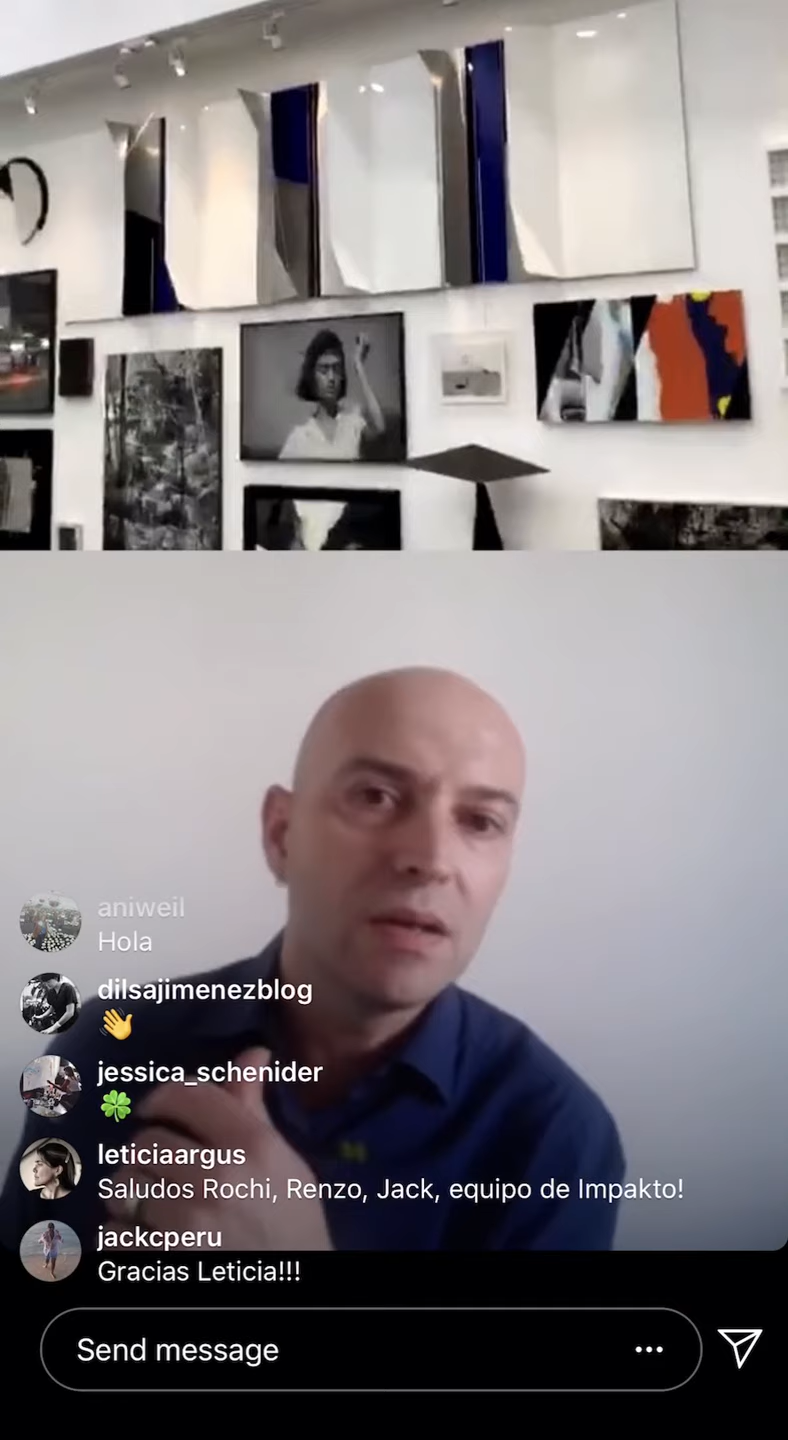 aniweil
Hola
dilsajimenezblog
👋
jessica_schenider
🍀
leticiaargus
Saludos Rochi, Renzo, Jack, equipo de Impakto!
jackcperu
Gracias Leticia!!!
Send message